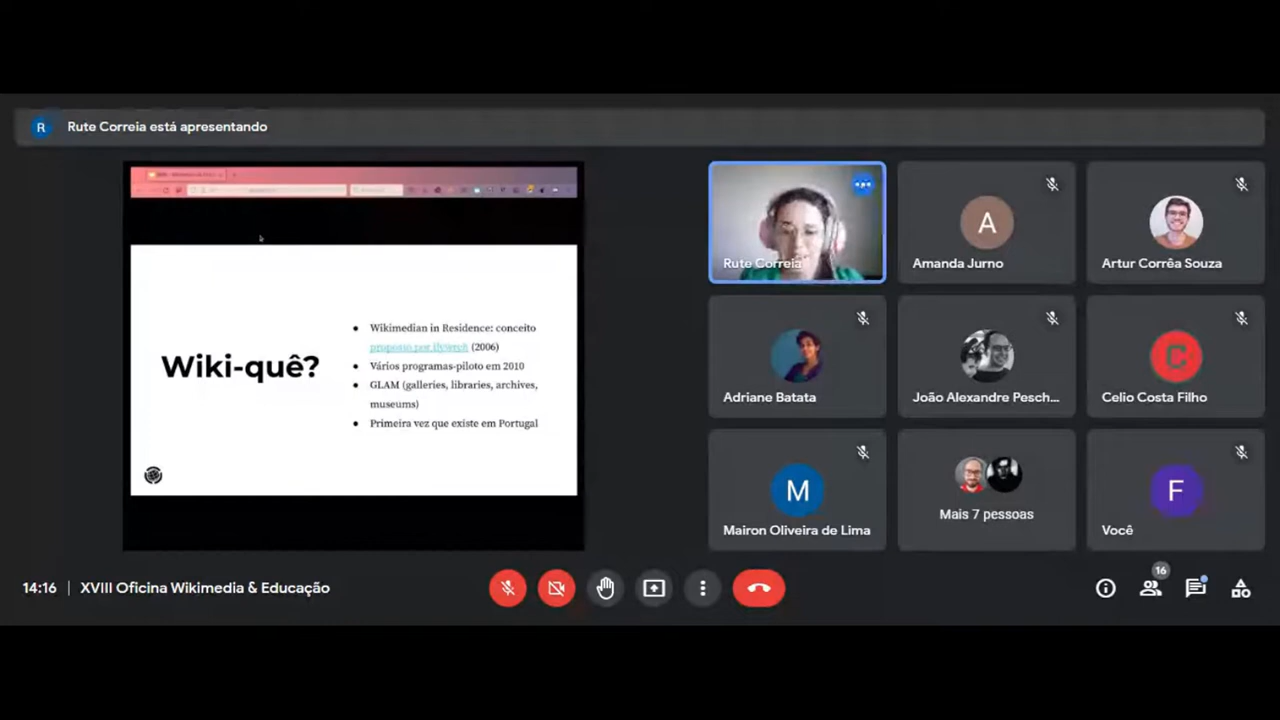 R
Rute Correia está apresentando
Wiki-quê?
● Wikimedian in Residence: conceito
proposto por (2006)
● Vários programas-piloto em 2010
● GLAM (galleries, libraries, archives,
museums)
● Primeira vez que existe em Portugal
Rute Correia
A
Amanda Jurno
Artur Corrêa Souza
Adriane Batata
João Alexandre Pesch...
C
Celio Costa Filho
M
Mairon Oliveira de Lima
Mais 7 pessoas
F
Você
14:16 | XVIII Oficina Wikimedia & Educação
16